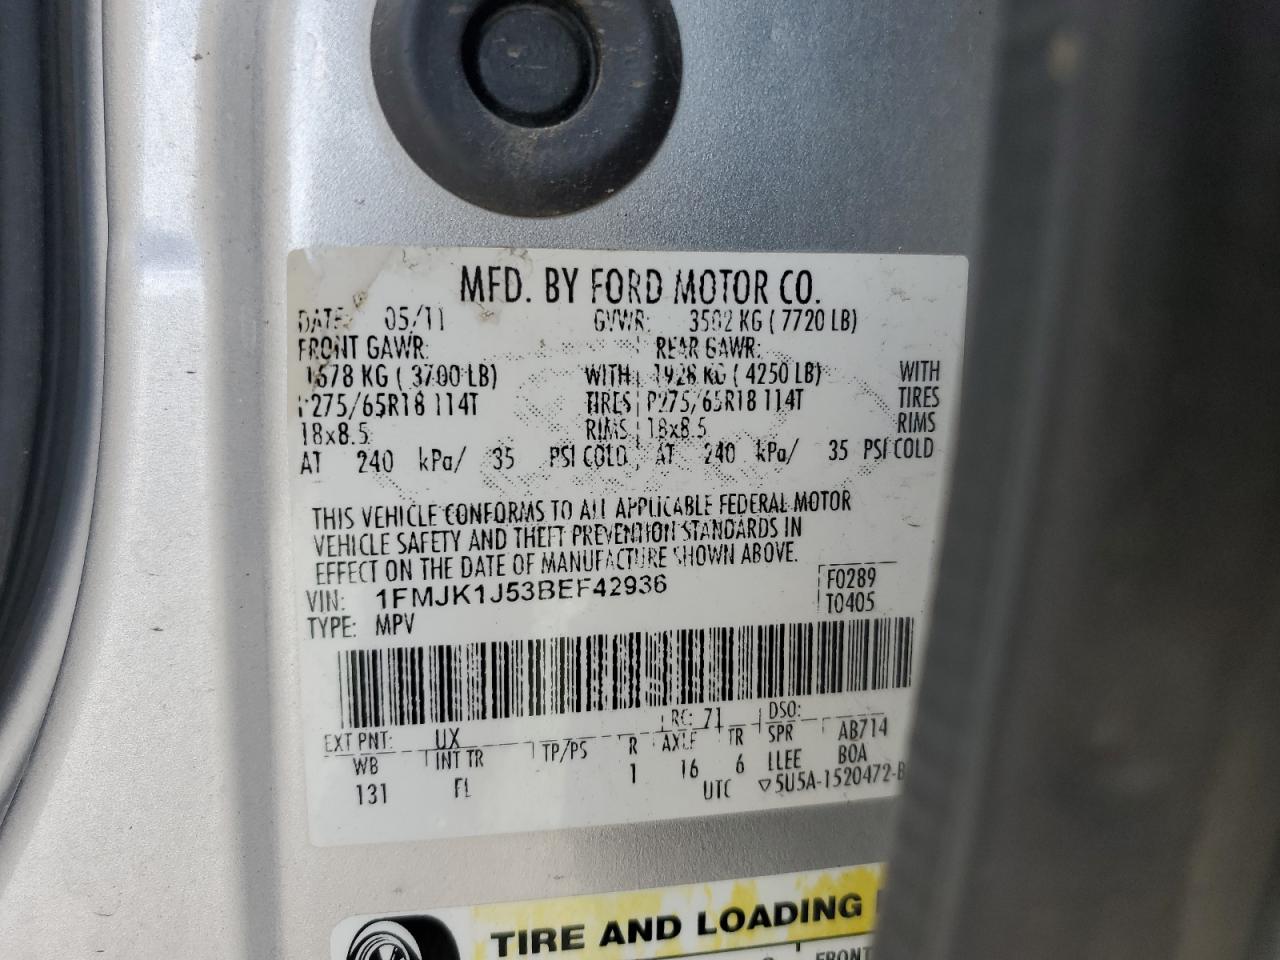 MFD. BY FORD MOTOR CO.
DATE: 05/11 GVWR: 3502 KG ( 7720 LB)
FRONT GAWR: REAR GAWR:
1678 KG ( 3700 LB) WITH 1928 KG ( 4250 LB) WITH
P275/65R18 114T TIRES P275/65R18 114T TIRES
18x8.5 RIMS 18x8.5 RIMS
AT 240 kPa/ 35 PSI COLD AT 240 kPa/ 35 PSI COLD
THIS VEHICLE CONFORMS TO ALL APPLICABLE FEDERAL MOTOR
VEHICLE SAFETY AND THEFT PREVENTION STANDARDS IN
EFFECT ON THE DATE OF MANUFACTURE SHOWN ABOVE.
VIN: 1FMJK1J53BEF42936 F0289
TYPE: MPV T0405
EXT PNT: UX RC: 71 DSO:
WB INT TR TP/PS R AXLE TR SPR AB714
131 FL 1 16 6 LLEE BOA
UTC ▽5U5A-1520472-B
TIRE AND LOADING
FRONT